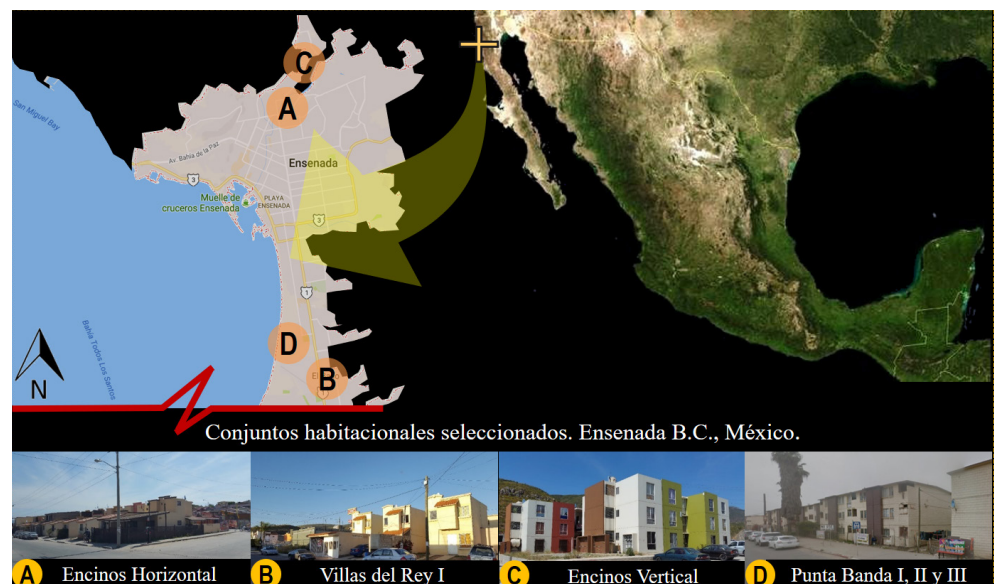 C
A
San Miguel Bay
Av. Bahía de la Paz
3
Ensenada
Muelle de
cruceros Ensenada
PLAYA
ENSENADA
3
1
D
B
1
Bahía Todos Los Santos
N
Conjuntos habitacionales seleccionados. Ensenada B.C., México.
A Encinos Horizontal
B Villas del Rey I
C Encinos Vertical
D Punta Banda I, II y III